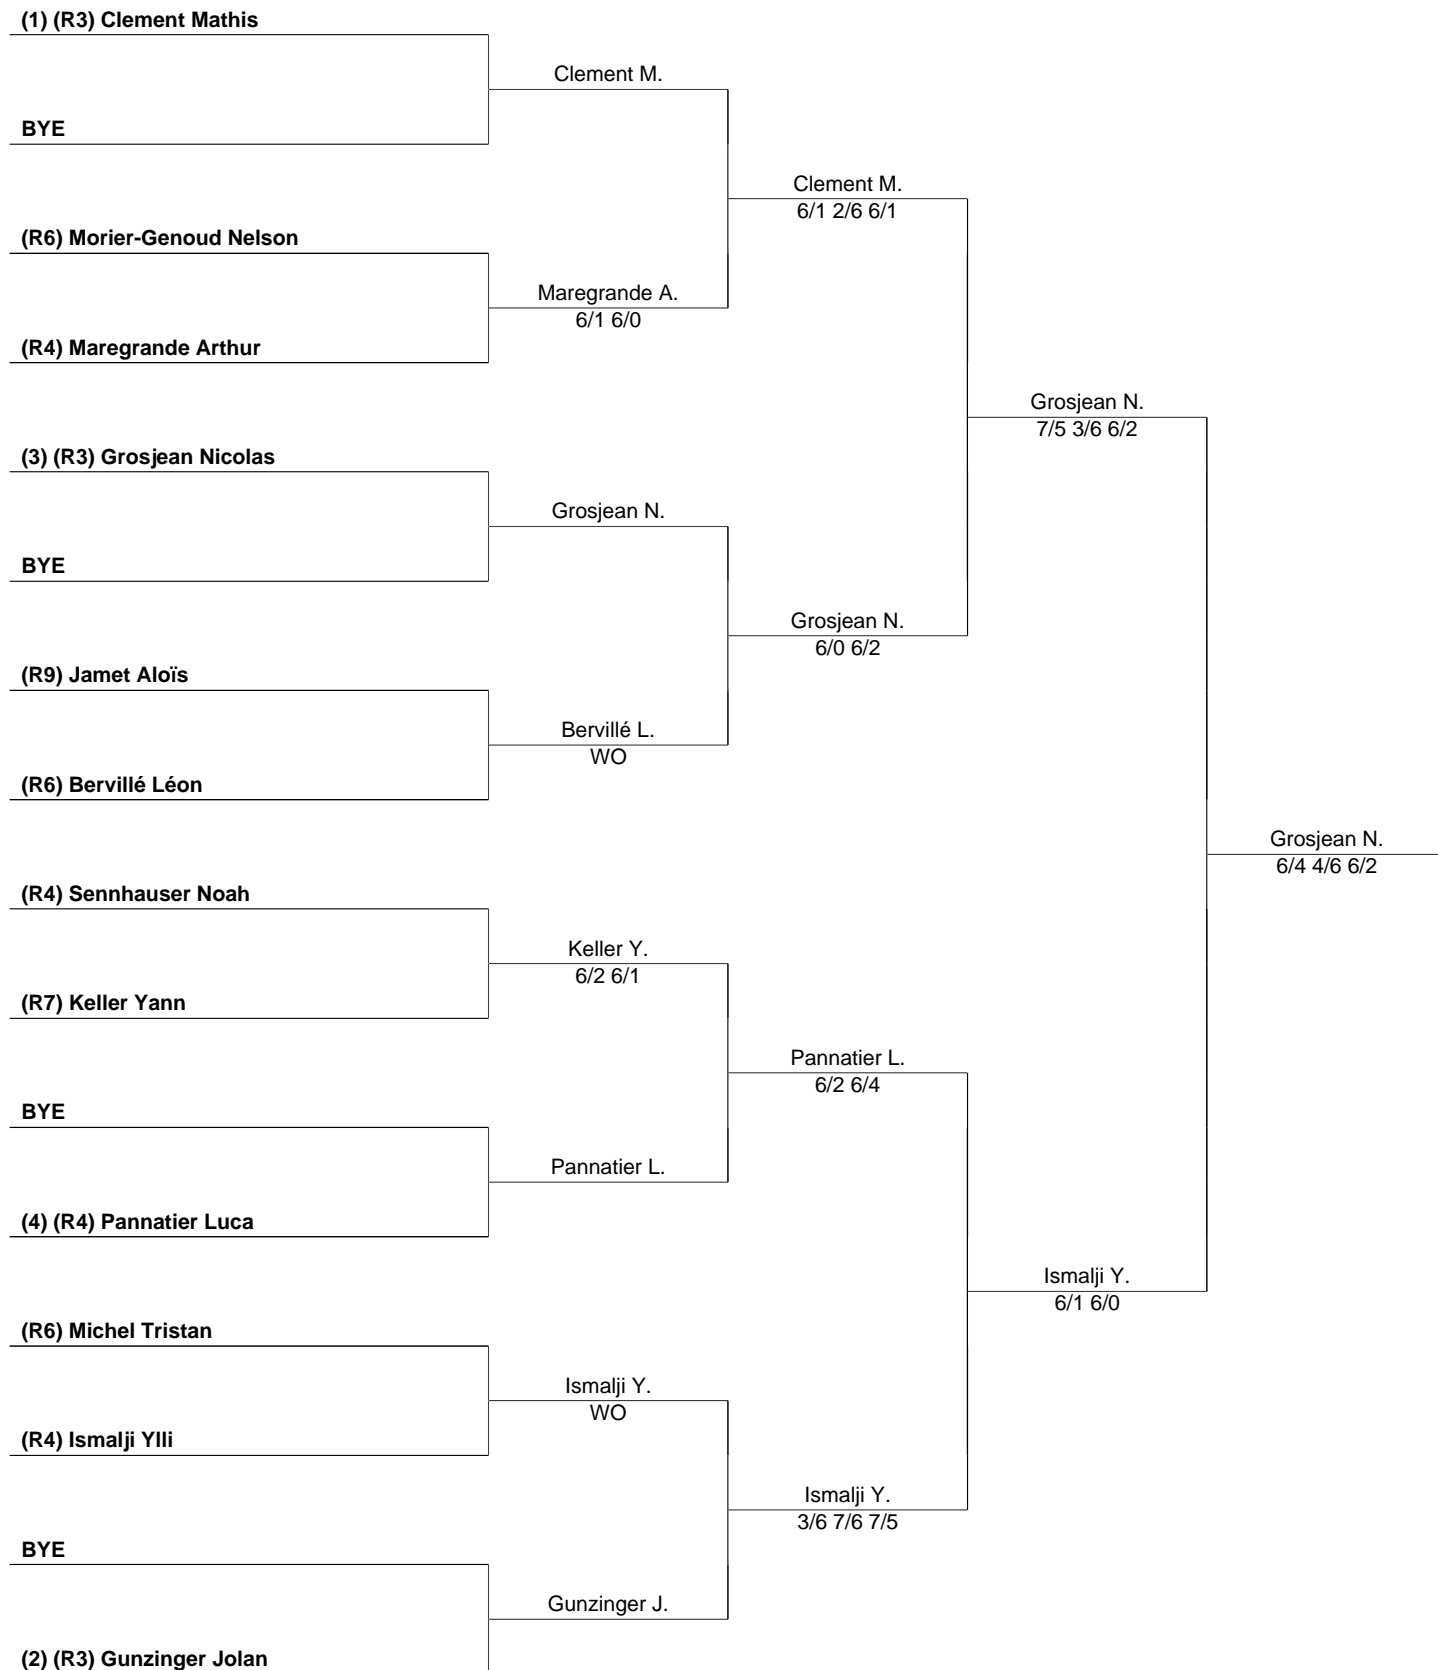 (1) (R3) Clement Mathis
Clement M.
BYE
Clement M.
6/1 2/6 6/1
(R6) Morier-Genoud Nelson
Maregrande A.
6/1 6/0
(R4) Maregrande Arthur
Grosjean N.
7/5 3/6 6/2
(3) (R3) Grosjean Nicolas
Grosjean N.
BYE
Grosjean N.
6/0 6/2
(R9) Jamet Aloïs
Bervillé L.
WO
(R6) Bervillé Léon
Grosjean N.
6/4 4/6 6/2
(R4) Sennhauser Noah
Keller Y.
6/2 6/1
(R7) Keller Yann
Pannatier L.
6/2 6/4
BYE
Pannatier L.
(4) (R4) Pannatier Luca
Ismalji Y.
6/1 6/0
(R6) Michel Tristan
Ismalji Y.
WO
(R4) Ismalji Ylli
Ismalji Y.
3/6 7/6 7/5
BYE
Gunzinger J.
(2) (R3) Gunzinger Jolan